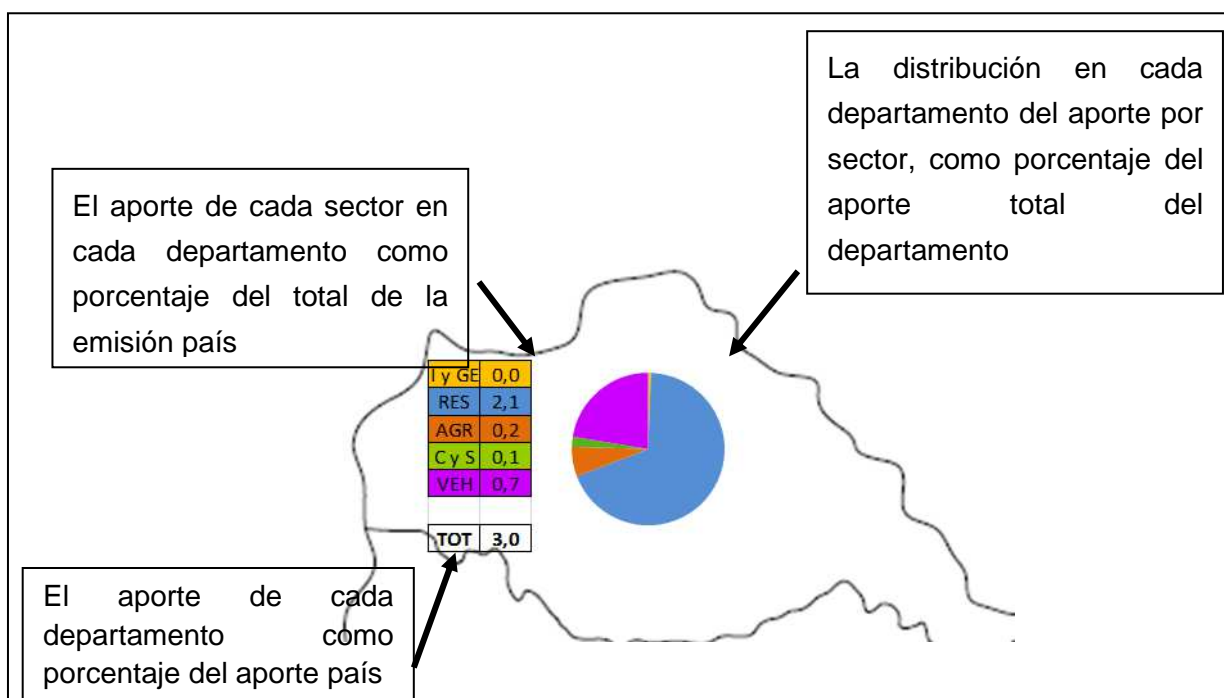 La distribución en cada
departamento del aporte por
sector, como porcentaje del
aporte total del
departamento
El aporte de cada sector en
cada departamento como
porcentaje del total de la
emisión país
I y GE 0,0
RES 2,1
AGR 0,2
C y S 0,1
VEH 0,7
TOT 3,0
El aporte de cada
departamento como
porcentaje del aporte país